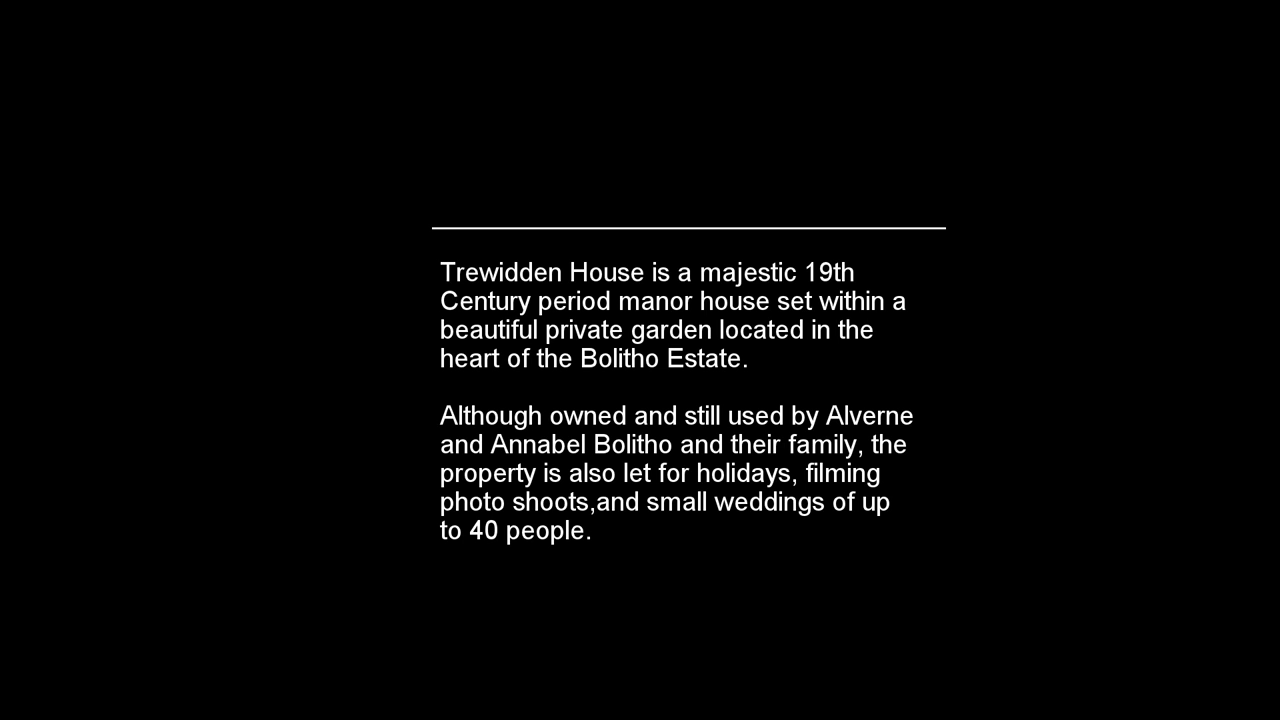 Trewidden House is a majestic 19th
Century period manor house set within a
beautiful private garden located in the
heart of the Bolitho Estate.
Although owned and still used by Alverne
and Annabel Bolitho and their family, the
property is also let for holidays, filming
photo shoots,and small weddings of up
to 40 people.